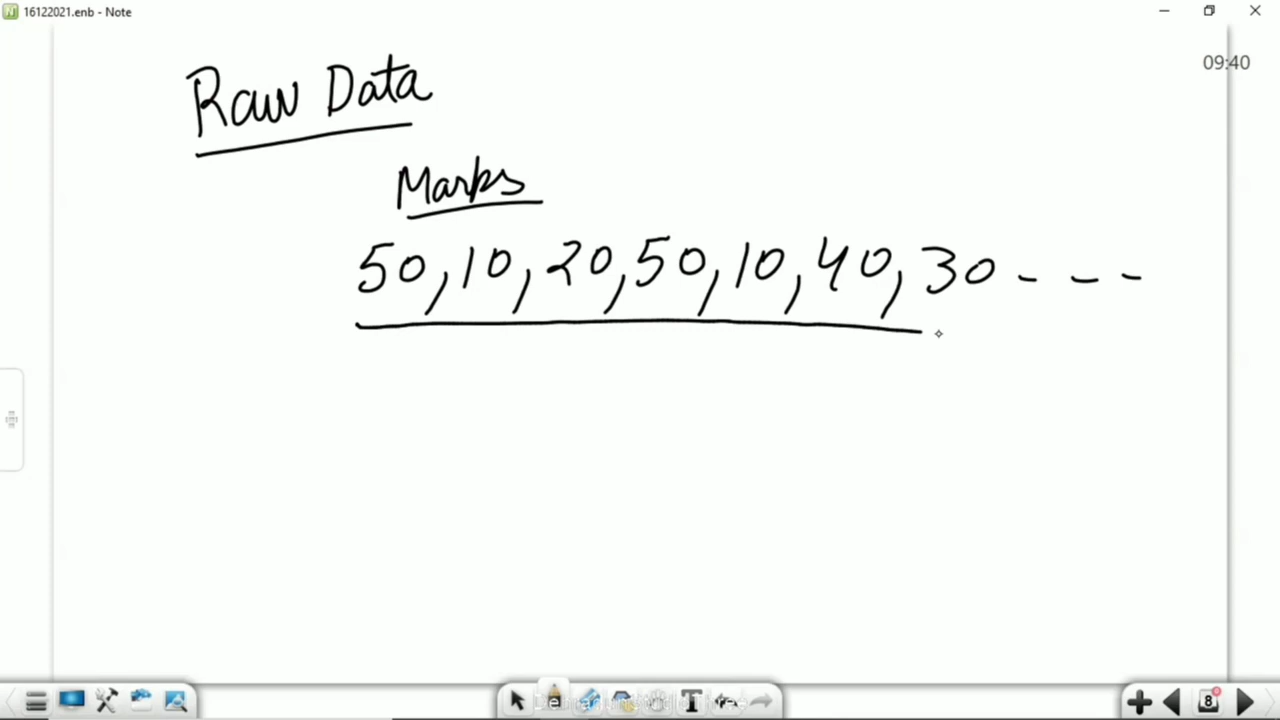 16122021.enb - Note
09:40
Raw Data
Marks
50, 10, 20, 50, 10, 40, 30 - - -
8